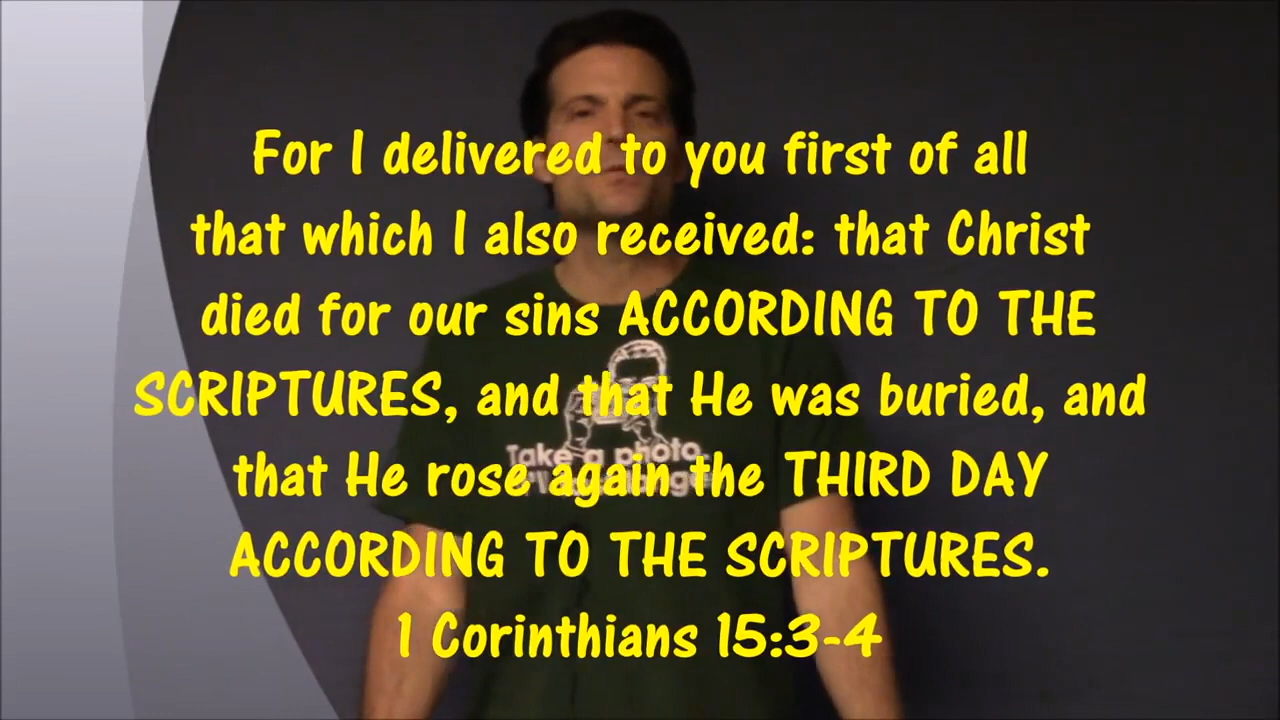 For I delivered to you first of all
that which I also received: that Christ
died for our sins ACCORDING TO THE
SCRIPTURES, and that He was buried, and
that He rose again the THIRD DAY
ACCORDING TO THE SCRIPTURES.
1 Corinthians 15:3-4
Take a photo.